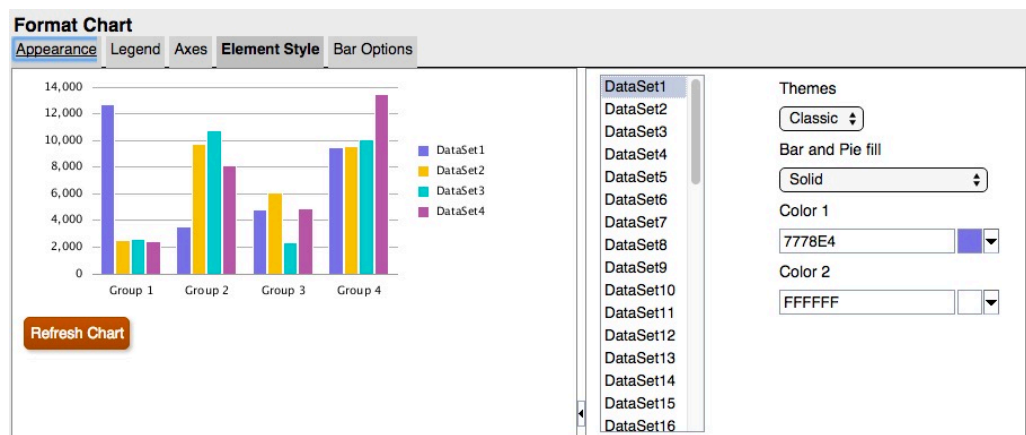 Format Chart
Appearance Legend Axes Element Style Bar Options
14,000
12,000
10,000
8,000
6,000
4,000
2,000
0
Group 1 Group 2 Group 3 Group 4
DataSet1
DataSet2
DataSet3
DataSet4
Refresh Chart
DataSet1
DataSet2
DataSet3
DataSet4
DataSet5
DataSet6
DataSet7
DataSet8
DataSet9
DataSet10
DataSet11
DataSet12
DataSet13
DataSet14
DataSet15
DataSet16
Themes
Classic
Bar and Pie fill
Solid
Color 1
7778E4
Color 2
FFFFFF